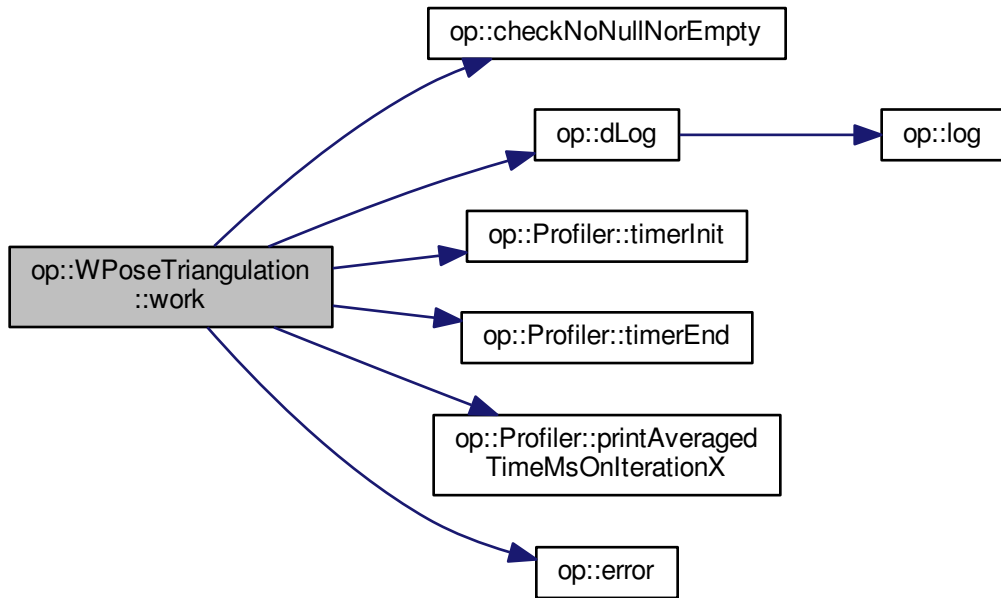 op::checkNoNullNorEmpty
op::dLog
op::log
op::Profiler::timerInit
op::WPoseTriangulation
::work
op::Profiler::timerEnd
op::Profiler::printAveraged
TimeMsOnIterationX
op::error